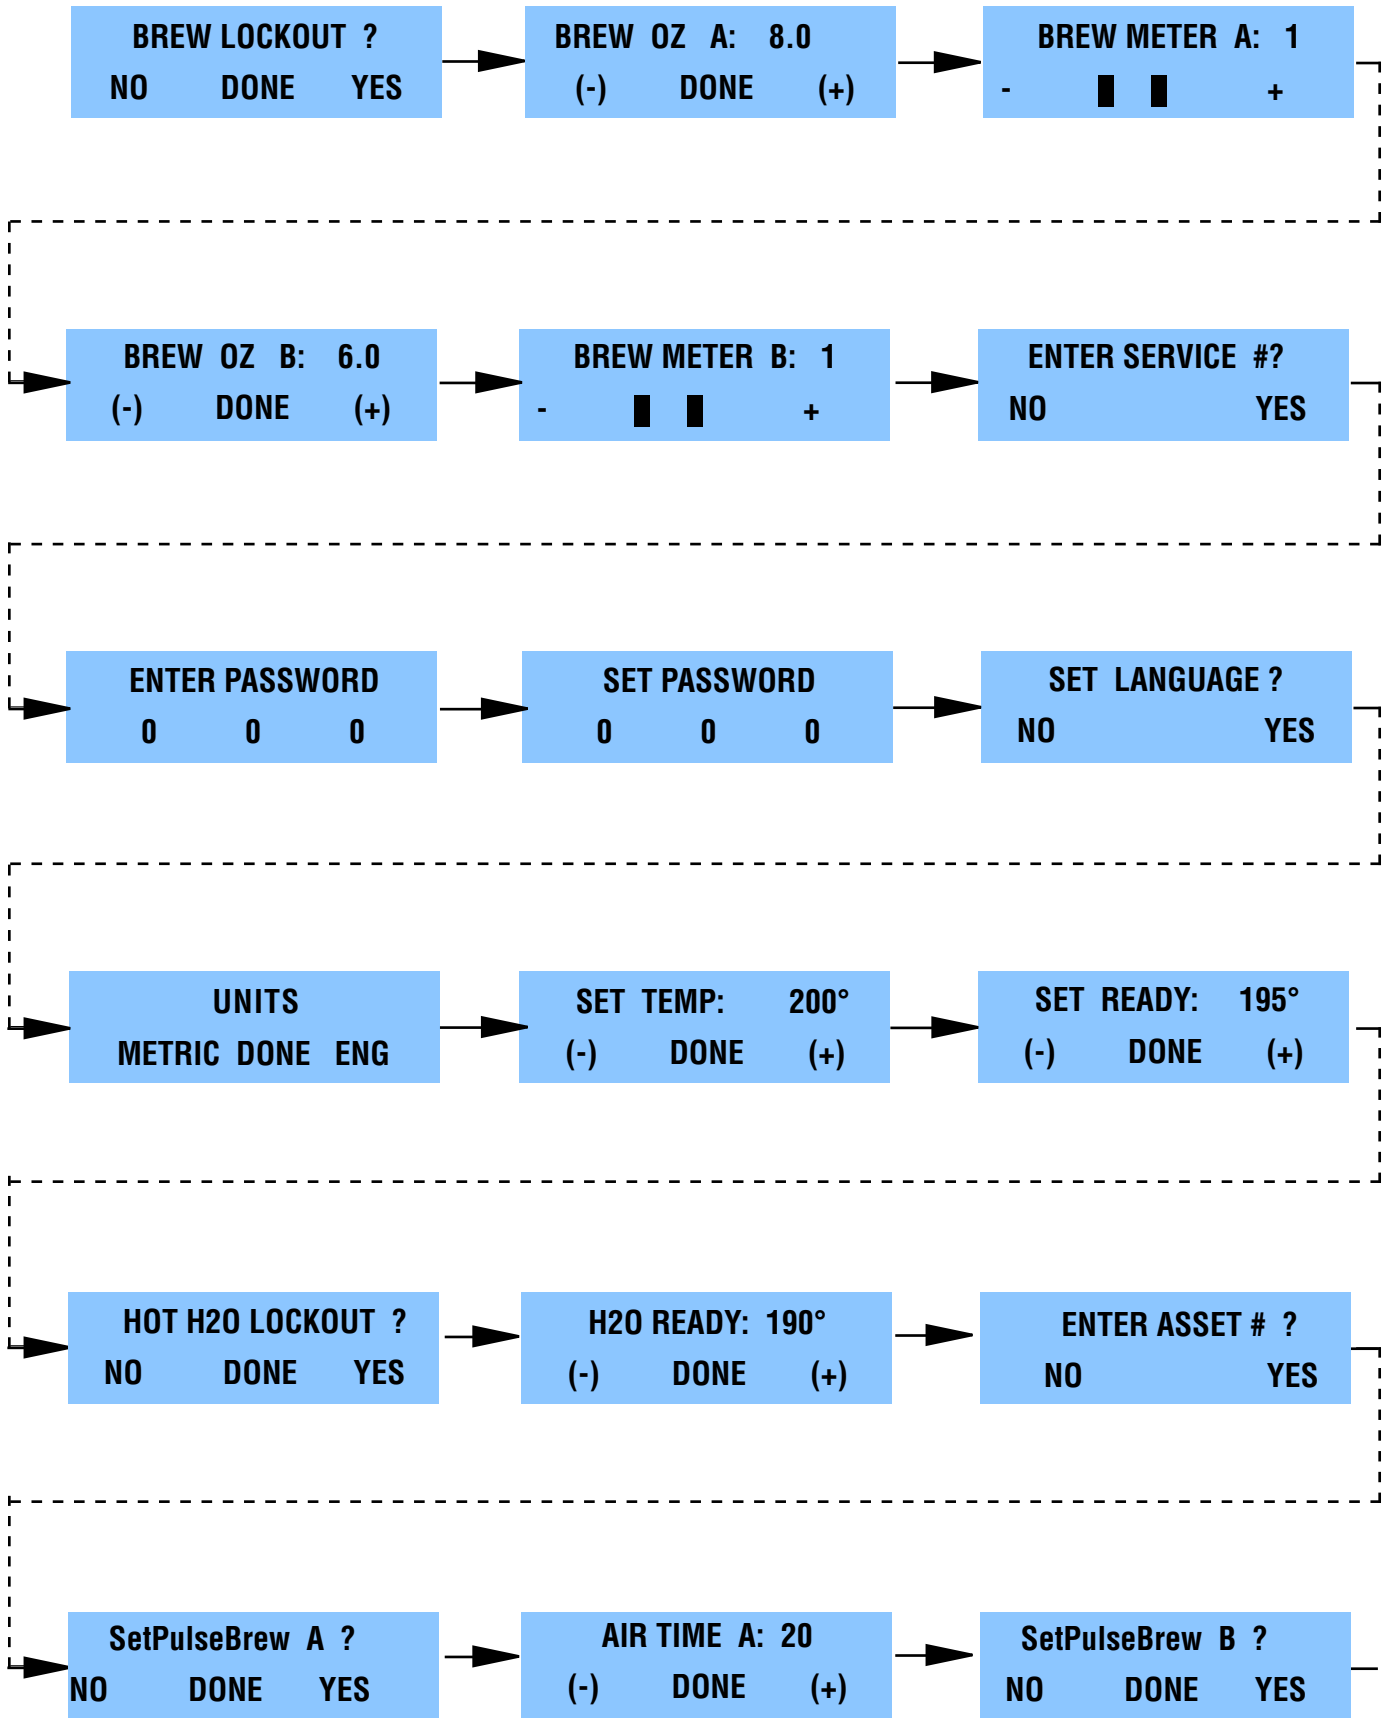 BREW LOCKOUT ?
NO DONE YES
BREW OZ A: 8.0
(-) DONE (+)
BREW METER A: 1
- +
BREW OZ B: 6.0
(-) DONE (+)
BREW METER B: 1
- +
ENTER SERVICE #?
NO YES
ENTER PASSWORD
0 0 0
SET PASSWORD
0 0 0
SET LANGUAGE ?
NO YES
UNITS
METRIC DONE ENG
SET TEMP: 200°
(-) DONE (+)
SET READY: 195°
(-) DONE (+)
HOT H2O LOCKOUT ?
NO DONE YES
H2O READY: 190°
(-) DONE (+)
ENTER ASSET # ?
NO YES
SetPulseBrew A ?
NO DONE YES
AIR TIME A: 20
(-) DONE (+)
SetPulseBrew B ?
NO DONE YES